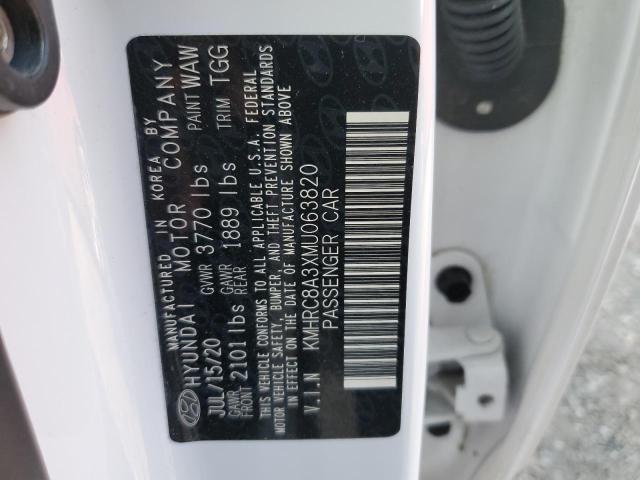 MANUFACTURED IN KOREA BY
HYUNDAI MOTOR COMPANY
JUL/15/20 GVWR 3770 lbs PAINT WAW
GAWR FRONT 2101 lbs GAWR REAR 1889 lbs TRIM TGG
THIS VEHICLE CONFORMS TO ALL APPLICABLE U.S.A. FEDERAL
MOTOR VEHICLE SAFETY, BUMPER, AND THEFT PREVENTION STANDARDS
IN EFFECT ON THE DATE OF MANUFACTURE SHOWN ABOVE
V.I.N KMHRC8A3XMU063820
PASSENGER CAR